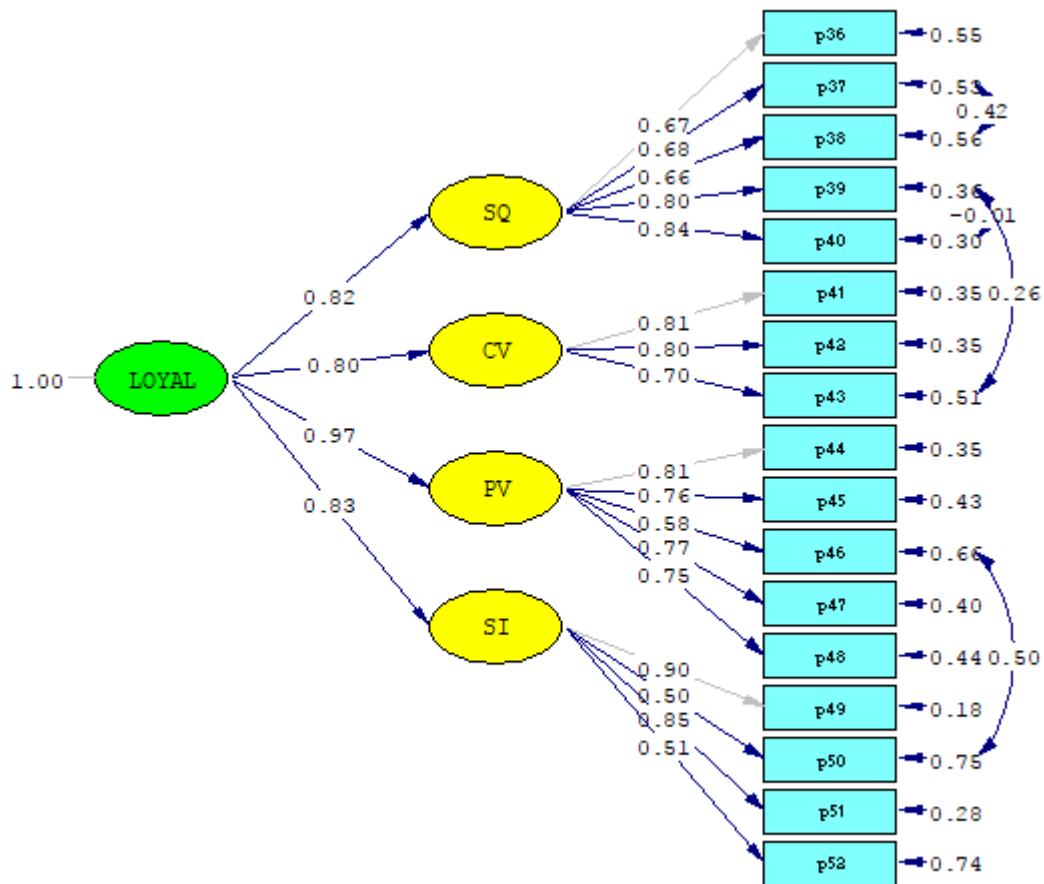 p36 0.55
p37 0.53
0.42
0.67
0.68 p38 0.56
0.66
0.80 p39 0.36
SQ
-0.01
0.84 p40 0.30
0.82 p41 0.35 0.26
0.81
0.80 p42 0.35
CV
0.80
0.70
1.00 LOYAL p43 0.51
0.97 p44 0.35
0.81
PV
0.76 p45 0.43
0.83
0.58
0.77 p46 0.66
0.75
p47 0.40
SI
p48 0.44 0.50
0.90
0.50 p49 0.18
0.85
0.51 p50 0.75
p51 0.28
p52 0.74